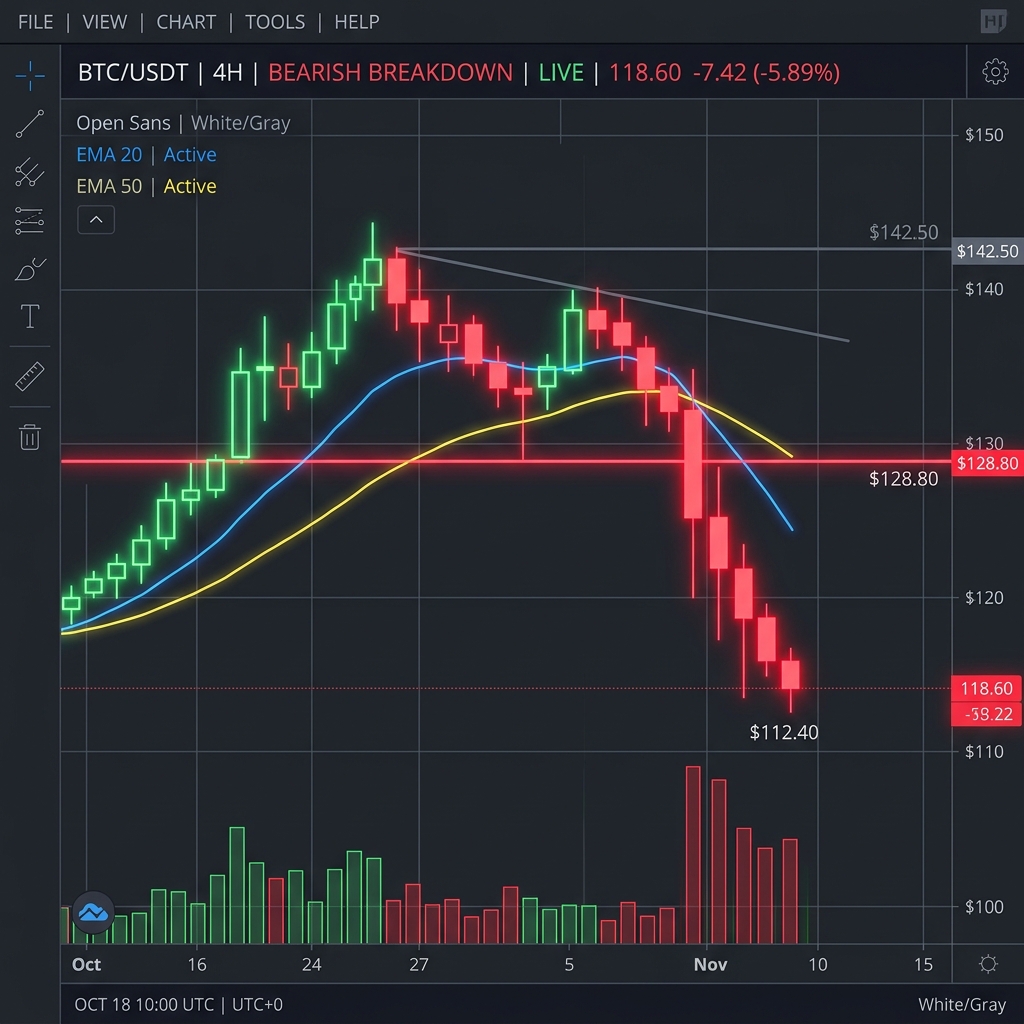 FILE | VIEW | CHART | TOOLS | HELP
BTC/USDT | 4H | BEARISH BREAKDOWN | LIVE | 118.60 -7.42 (-5.89%)
Open Sans | White/Gray
EMA 20 | Active
EMA 50 | Active
$150
$142.50
$142.50
$140
$130
$128.80
$128.80
$120
118.60
$112.40
$110
$100
Oct 16 24 27 5 Nov 10 15
OCT 18 10:00 UTC | UTC+0
White/Gray